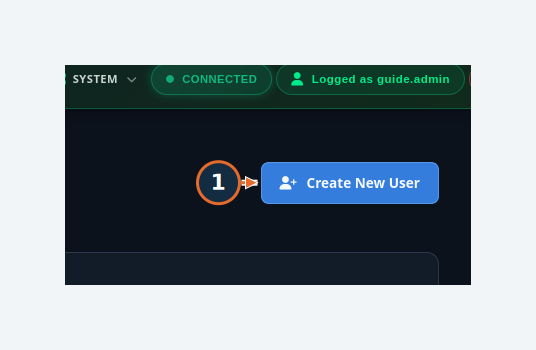 SYSTEM
CONNECTED
Logged as guide.admin
1
Create New User